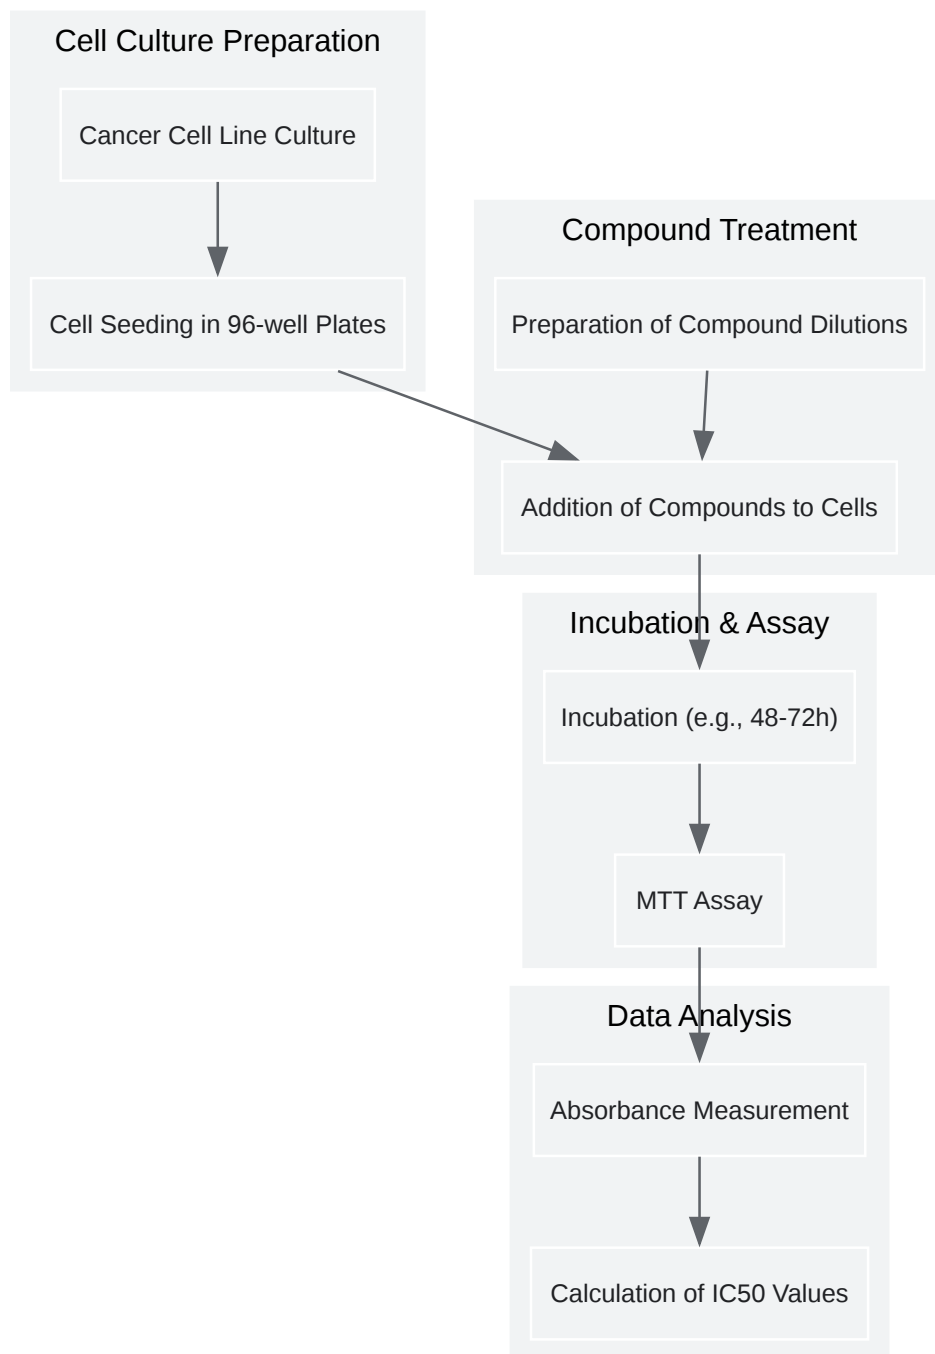 Cell Culture Preparation
Cancer Cell Line Culture
Cell Seeding in 96-well Plates
Compound Treatment
Preparation of Compound Dilutions
Addition of Compounds to Cells
Incubation & Assay
Incubation (e.g., 48-72h)
MTT Assay
Data Analysis
Absorbance Measurement
Calculation of IC50 Values